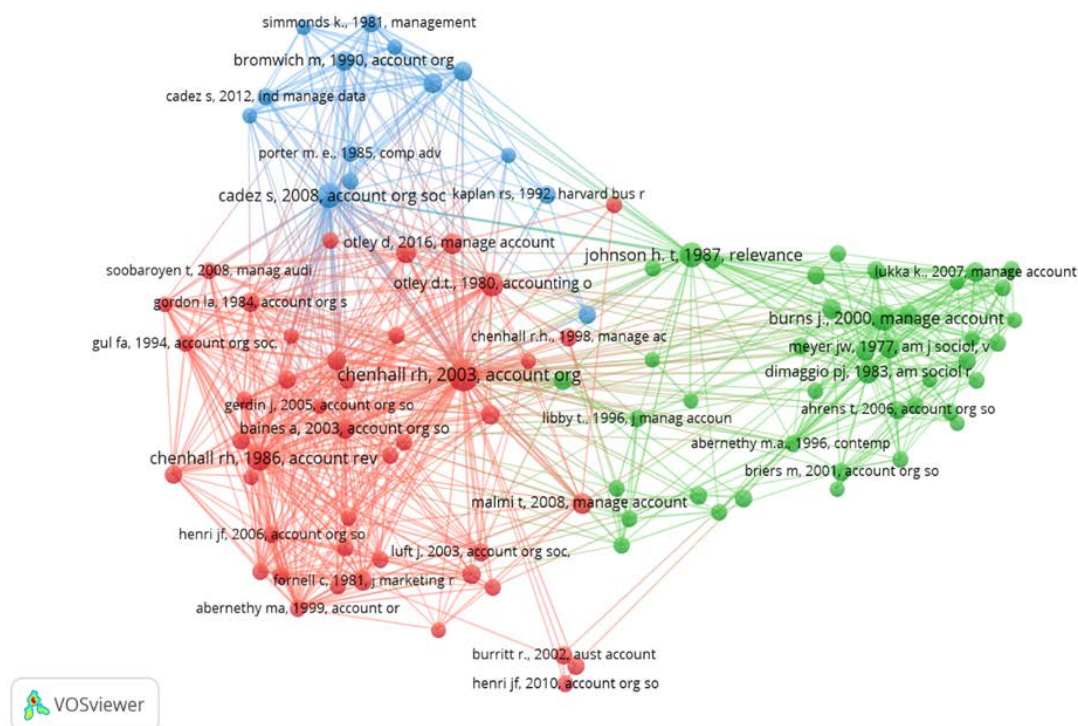 simmonds k., 1981, management
bromwich m, 1990, account org
cadez s, 2012, ind manage data
porter m. e., 1985, comp adv
cadez s, 2008, account org soc
kaplan rs, 1992, harvard bus r
otley d, 2016, manage account
johnson h. t, 1987, relevance
soobaroyen t, 2008, manag audi
lukka k., 2007, manage account
otley d.t., 1980, accounting o
gordon la, 1984, account org s
burns j., 2000, manage account
chenhall r.h., 1998, manage ac
gul fa, 1994, account org soc.
meyer jw, 1977, am j sociol, v
chenhall rh, 2003, account org
dimaggio pj, 1983, am sociol r
gerdin j, 2005, account org so
ahrens t, 2006, account org so
libby t., 1996, j manag accoun
baines a, 2003, account org so
abernethy m.a., 1996, contemp
chenhall rh, 1986, account rev
briers m, 2001, account org so
malmi t, 2008, manage account
henri jf, 2006, account org so
luft j, 2003, account org soc,
fornell c, 1981, j marketing r
abernethy ma, 1999, account or
burritt r., 2002, aust account
henri jf, 2010, account org so
VOSviewer